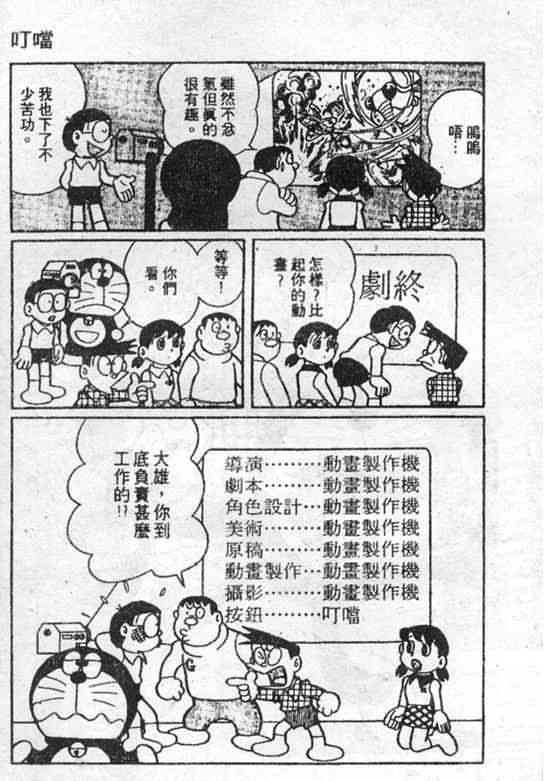 叮噹
嗚嗚
唔…
雖然不忿
氣但真的
很有趣。
我也下了不
少苦功。
劇終
怎樣？比
起你的動
畫？
等等！
你們
看。
導演………動畫製作機
劇本………動畫製作機
角色設計…動畫製作機
美術………動畫製作機
原稿………動畫製作機
動畫製作…動畫製作機
攝影………動畫製作機
按鈕………叮噹
大雄，你到
底負責甚麼
工作的!?
G